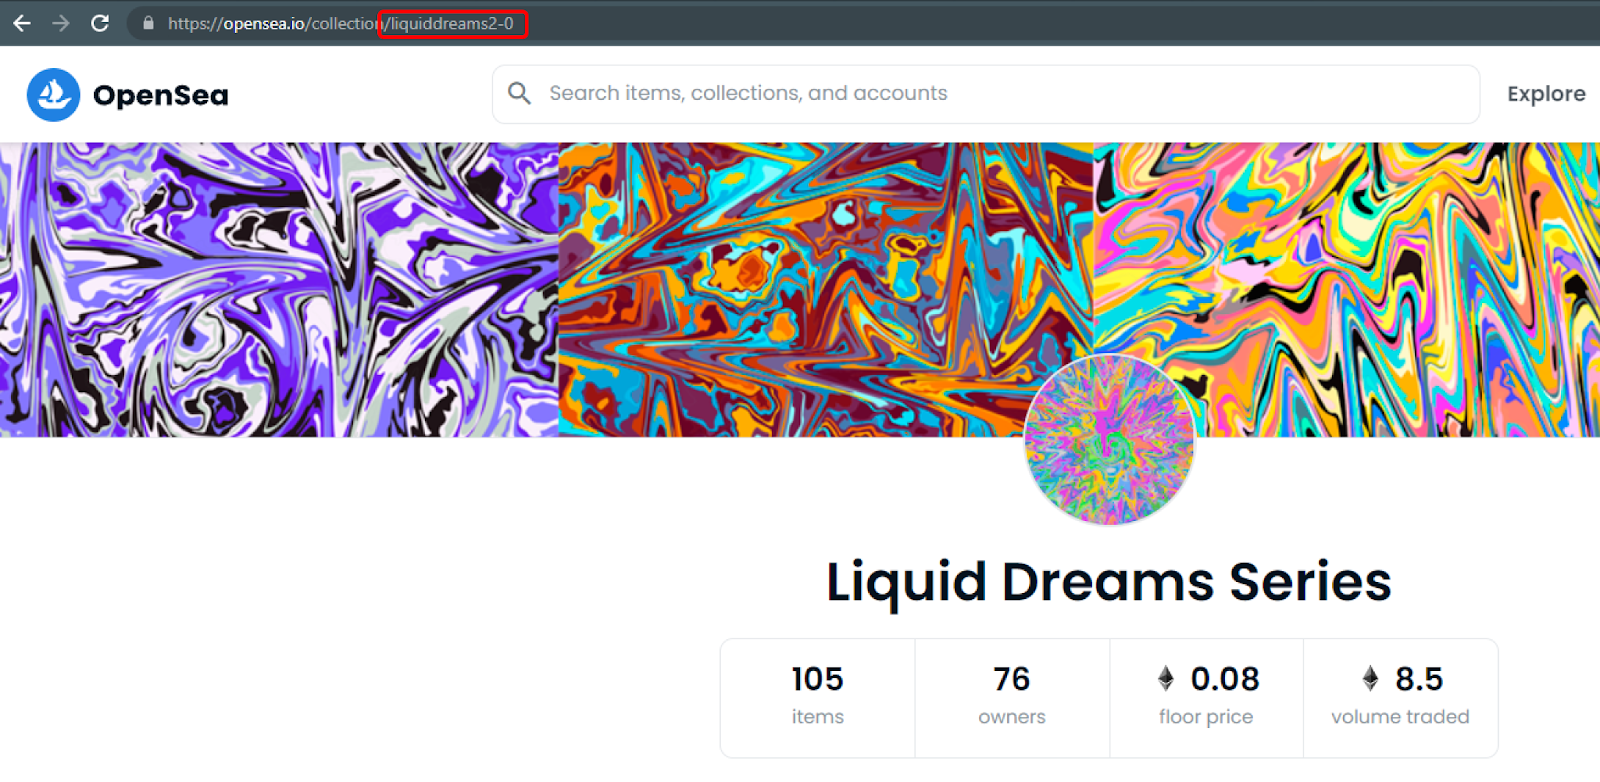 https://opensea.io/collection/liquiddreams2-0
OpenSea
Search items, collections, and accounts
Explore
Liquid Dreams Series
105
items
76
owners
0.08
floor price
8.5
volume traded